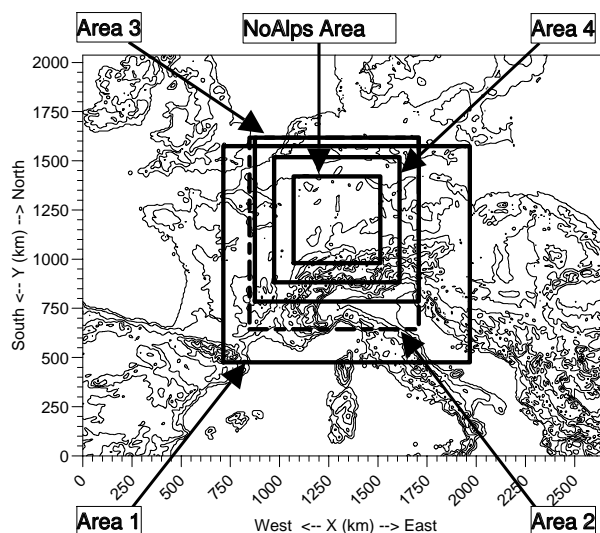 Area 3
NoAlps Area
Area 4
2000
1750
1500
1250
1000
750
500
250
0
South <-- Y (km) --> North
0
250
500
750
1000
1250
1500
1750
2000
2250
2500
Area 1
West <-- X (km) --> East
Area 2